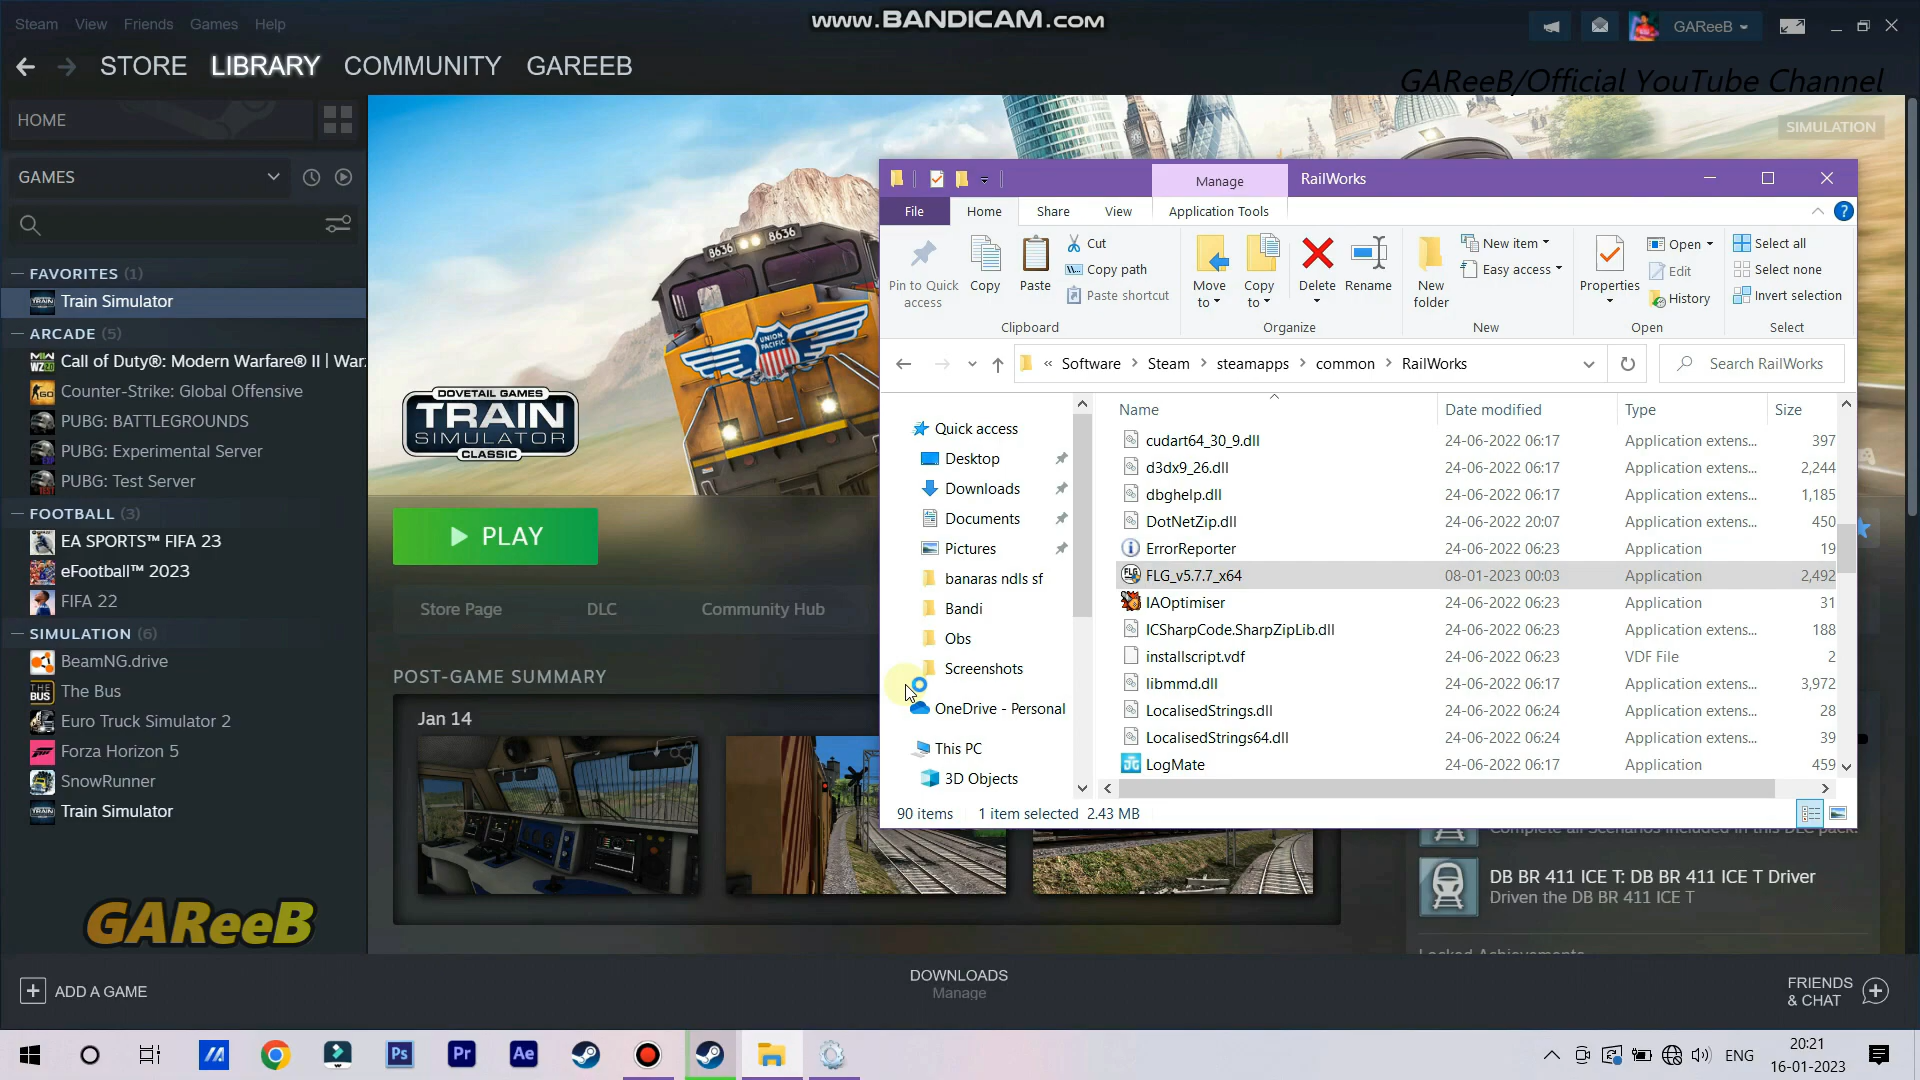 Steam View Friends Games Help
www.BANDICAM.com
GAReeB
STORE LIBRARY COMMUNITY GAREEB
GAReeB/Official YouTube Channel
HOME
SIMULATION
GAMES
FAVORITES (1)
Train Simulator
ARCADE (5)
Call of Duty®: Modern Warfare® II | War
Counter-Strike: Global Offensive
PUBG: BATTLEGROUNDS
PUBG: Experimental Server
PUBG: Test Server
FOOTBALL (3)
EA SPORTS™ FIFA 23
eFootball™ 2023
FIFA 22
SIMULATION (6)
BeamNG.drive
The Bus
Euro Truck Simulator 2
Forza Horizon 5
SnowRunner
Train Simulator
GAReeB
ADD A GAME
8636 8636
UNION PACIFIC
DOVETAIL GAMES
TRAIN
SIMULATOR
CLASSIC
PLAY
Store Page DLC Community Hub
POST-GAME SUMMARY
Jan 14
Manage RailWorks
File Home Share View Application Tools
Pin to Quick access
Copy
Paste
Cut
Copy path
Paste shortcut
Clipboard
Move to
Copy to
Delete
Rename
Organize
New folder
New item
Easy access
New
Properties
Open
Edit
History
Open
Select all
Select none
Invert selection
Select
« Software > Steam > steamapps > common > RailWorks
Search RailWorks
Quick access
Desktop
Downloads
Documents
Pictures
banaras ndls sf
Bandi
Obs
Screenshots
OneDrive - Personal
This PC
3D Objects
Name Date modified Type Size
cudart64_30_9.dll 24-06-2022 06:17 Application extens... 397
d3dx9_26.dll 24-06-2022 06:17 Application extens... 2,244
dbghelp.dll 24-06-2022 06:17 Application extens... 1,185
DotNetZip.dll 24-06-2022 20:07 Application extens... 450
ErrorReporter 24-06-2022 06:23 Application 19
FLG_v5.7.7_x64 08-01-2023 00:03 Application 2,492
IAOptimiser 24-06-2022 06:23 Application 31
ICSharpCode.SharpZipLib.dll 24-06-2022 06:23 Application extens... 188
installscript.vdf 24-06-2022 06:23 VDF File 2
libmmd.dll 24-06-2022 06:17 Application extens... 3,972
LocalisedStrings.dll 24-06-2022 06:24 Application extens... 28
LocalisedStrings64.dll 24-06-2022 06:24 Application extens... 39
LogMate 24-06-2022 06:17 Application 459
90 items 1 item selected 2.43 MB
Complete all Scenarios included in this DLC pack.
DB BR 411 ICE T: DB BR 411 ICE T Driver
Driven the DB BR 411 ICE T
Locked Achievements
DOWNLOADS
Manage
FRIENDS
& CHAT
Ps Pr Ae
ENG
20:21
16-01-2023